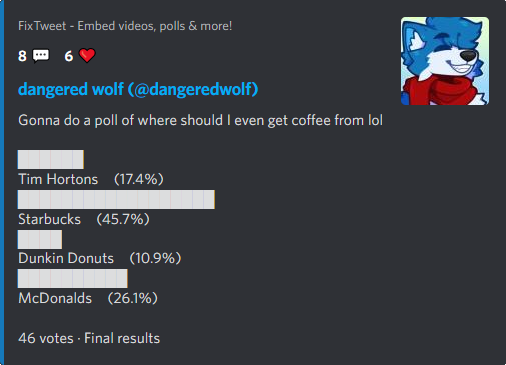 FixTweet - Embed videos, polls & more!
8 💬 6 ❤️
dangered wolf (@dangeredwolf)
Gonna do a poll of where should I even get coffee from lol
Tim Hortons (17.4%)
Starbucks (45.7%)
Dunkin Donuts (10.9%)
McDonalds (26.1%)
46 votes · Final results